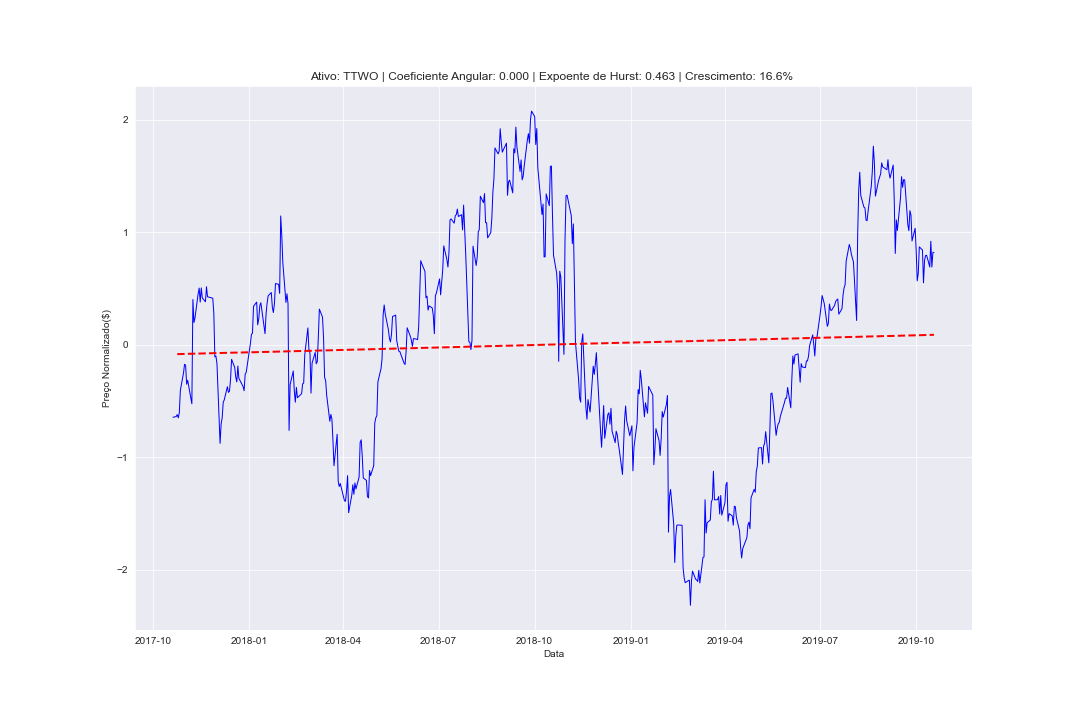 Ativo: TTWO | Coeficiente Angular: 0.000 | Expoente de Hurst: 0.463 | Crescimento: 16.6%
Preço Normalizado($)
2
1
0
−1
−2
2017-10 2018-01 2018-04 2018-07 2018-10 2019-01 2019-04 2019-07 2019-10
Data